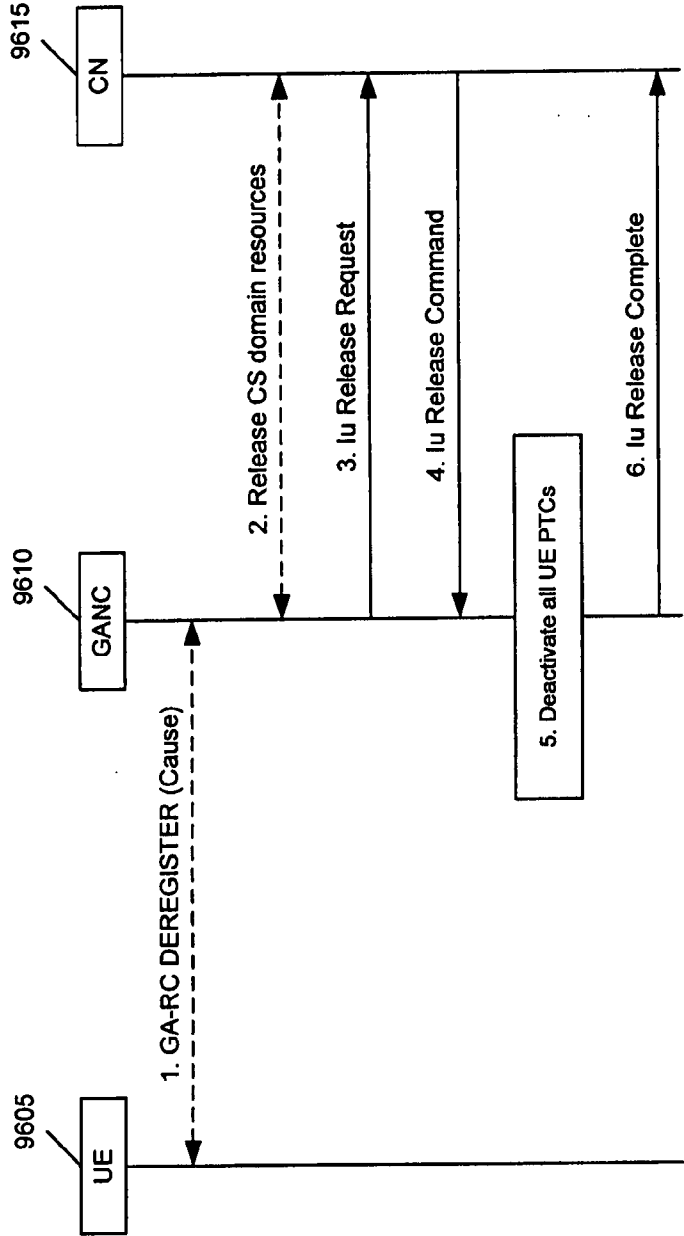 9605
9610
9615
UE
GANC
CN
1. GA-RC DEREGISTER (Cause)
2. Release CS domain resources
3. Iu Release Request
4. Iu Release Command
5. Deactivate all UE PTCs
6. Iu Release Complete